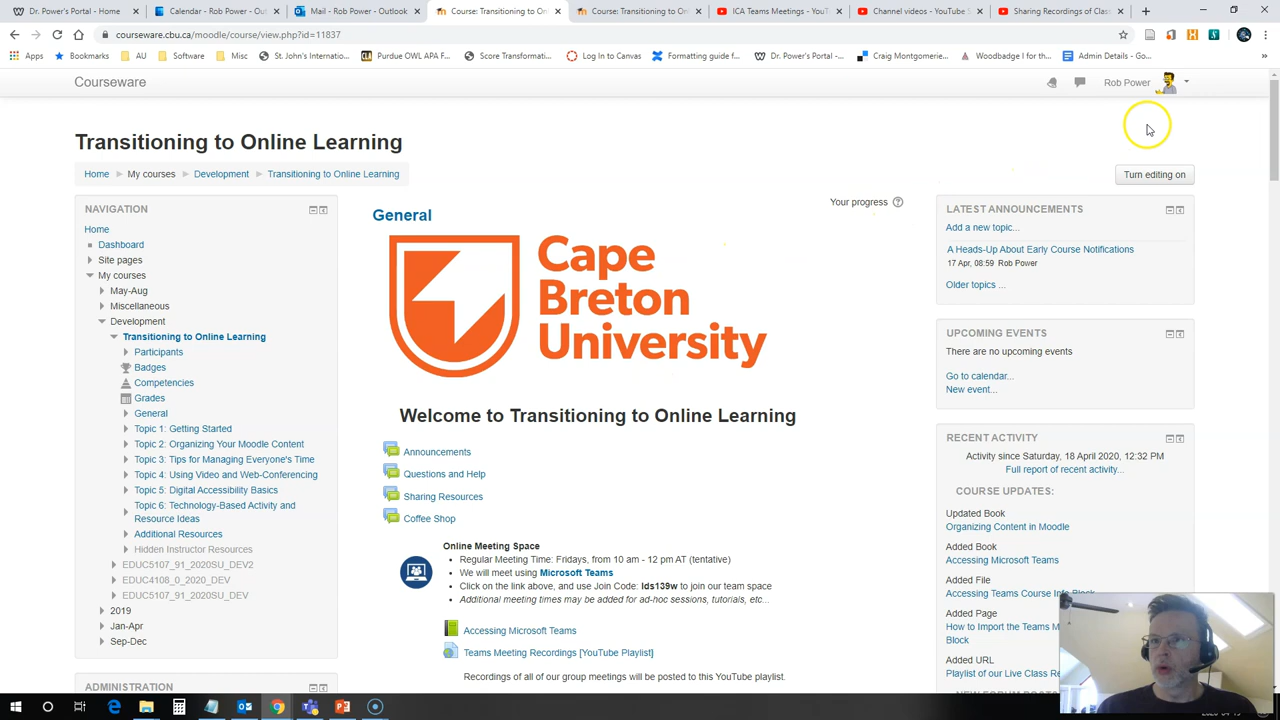 Dr. Power's Portal - Home
Calendar - Rob Power - Outlook
Mail - Rob Power - Outlook
Course: Transitioning to Online L
Course: Transitioning to Online L
ICA Teams Meetings - YouTube
Channel videos - YouTube S
Sharing Recordings of Clas
courseware.cbu.ca/moodle/course/view.php?id=11837
Apps
Bookmarks
AU
Software
Misc
St. John's Internatio...
Purdue OWL APA F...
Score Transformati...
Log In to Canvas
Formatting guide f...
Dr. Power's Portal -...
Craig Montgomerie...
Woodbadge I for th...
Admin Details - Go...
Courseware
Rob Power
Transitioning to Online Learning
Home
My courses
Development
Transitioning to Online Learning
Turn editing on
NAVIGATION
Home
Dashboard
Site pages
My courses
May-Aug
Miscellaneous
Development
Transitioning to Online Learning
Participants
Badges
Competencies
Grades
General
Topic 1: Getting Started
Topic 2: Organizing Your Moodle Content
Topic 3: Tips for Managing Everyone's Time
Topic 4: Using Video and Web-Conferencing
Topic 5: Digital Accessibility Basics
Topic 6: Technology-Based Activity and
Resource Ideas
Additional Resources
Hidden Instructor Resources
EDUC5107_91_2020SU_DEV2
EDUC4108_0_2020_DEV
EDUC5107_91_2020SU_DEV
2019
Jan-Apr
Sep-Dec
ADMINISTRATION
Your progress
General
Cape
Breton
University
Welcome to Transitioning to Online Learning
Announcements
Questions and Help
Sharing Resources
Coffee Shop
Online Meeting Space
Regular Meeting Time: Fridays, from 10 am - 12 pm AT (tentative)
We will meet using Microsoft Teams
Click on the link above, and use Join Code: lds139w to join our team space
Additional meeting times may be added for ad-hoc sessions, tutorials, etc...
Accessing Microsoft Teams
Teams Meeting Recordings [YouTube Playlist]
Recordings of all of our group meetings will be posted to this YouTube playlist.
LATEST ANNOUNCEMENTS
Add a new topic...
A Heads-Up About Early Course Notifications
17 Apr, 08:59 Rob Power
Older topics ...
UPCOMING EVENTS
There are no upcoming events
Go to calendar...
New event...
RECENT ACTIVITY
Activity since Saturday, 18 April 2020, 12:32 PM
Full report of recent activity...
COURSE UPDATES:
Updated Book
Organizing Content in Moodle
Added Book
Accessing Microsoft Teams
Added File
Accessing Teams Course Info Block
Added Page
How to Import the Teams M
Block
Added URL
Playlist of our Live Class Re